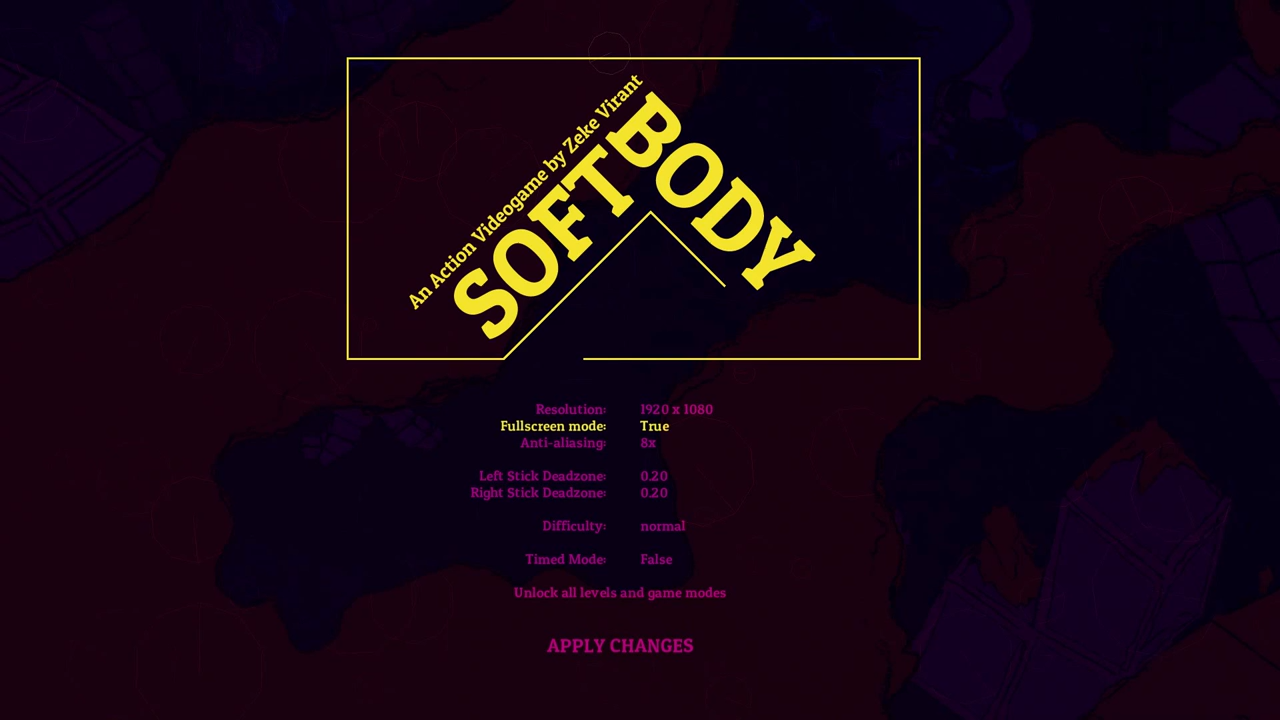 An Action Videogame by Zeke Virant
SOFT BODY
Resolution: 1920 x 1080
Fullscreen mode: True
Anti-aliasing: 8x
Left Stick Deadzone: 0.20
Right Stick Deadzone: 0.20
Difficulty: normal
Timed Mode: False
Unlock all levels and game modes
APPLY CHANGES